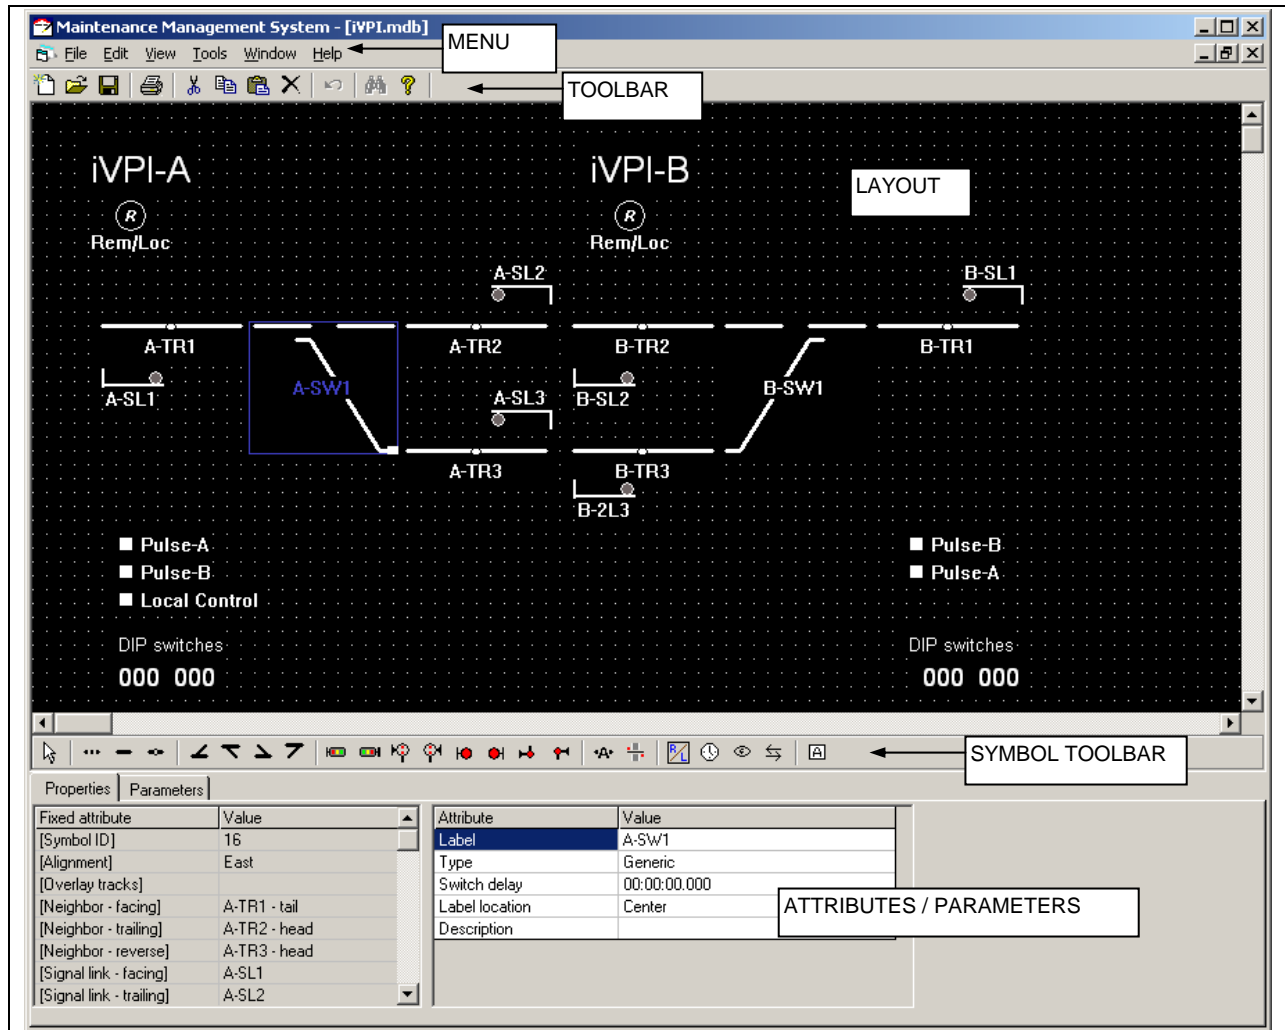 Maintenance Management System - [iVPI.mdb]
File Edit View Tools Window Help
MENU
TOOLBAR
iVPI-A
iVPI-B
LAYOUT
R
R
Rem/Loc
Rem/Loc
A-SL2
B-SL1
A-TR1
A-TR2
B-TR2
B-TR1
A-SL1
A-SW1
A-SL3
B-SL2
B-SW1
A-TR3
B-TR3
B-2L3
Pulse-A
Pulse-B
Pulse-B
Pulse-A
Local Control
DIP switches
DIP switches
000 000
000 000
A
R/L
A
SYMBOL TOOLBAR
Properties Parameters
Fixed attribute Value
[Symbol ID] 16
[Alignment] East
[Overlay tracks]
[Neighbor - facing] A-TR1 - tail
[Neighbor - trailing] A-TR2 - head
[Neighbor - reverse] A-TR3 - head
[Signal link - facing] A-SL1
[Signal link - trailing] A-SL2
Attribute Value
Label A-SW1
Type Generic
Switch delay 00:00:00.000
Label location Center
Description
ATTRIBUTES / PARAMETERS